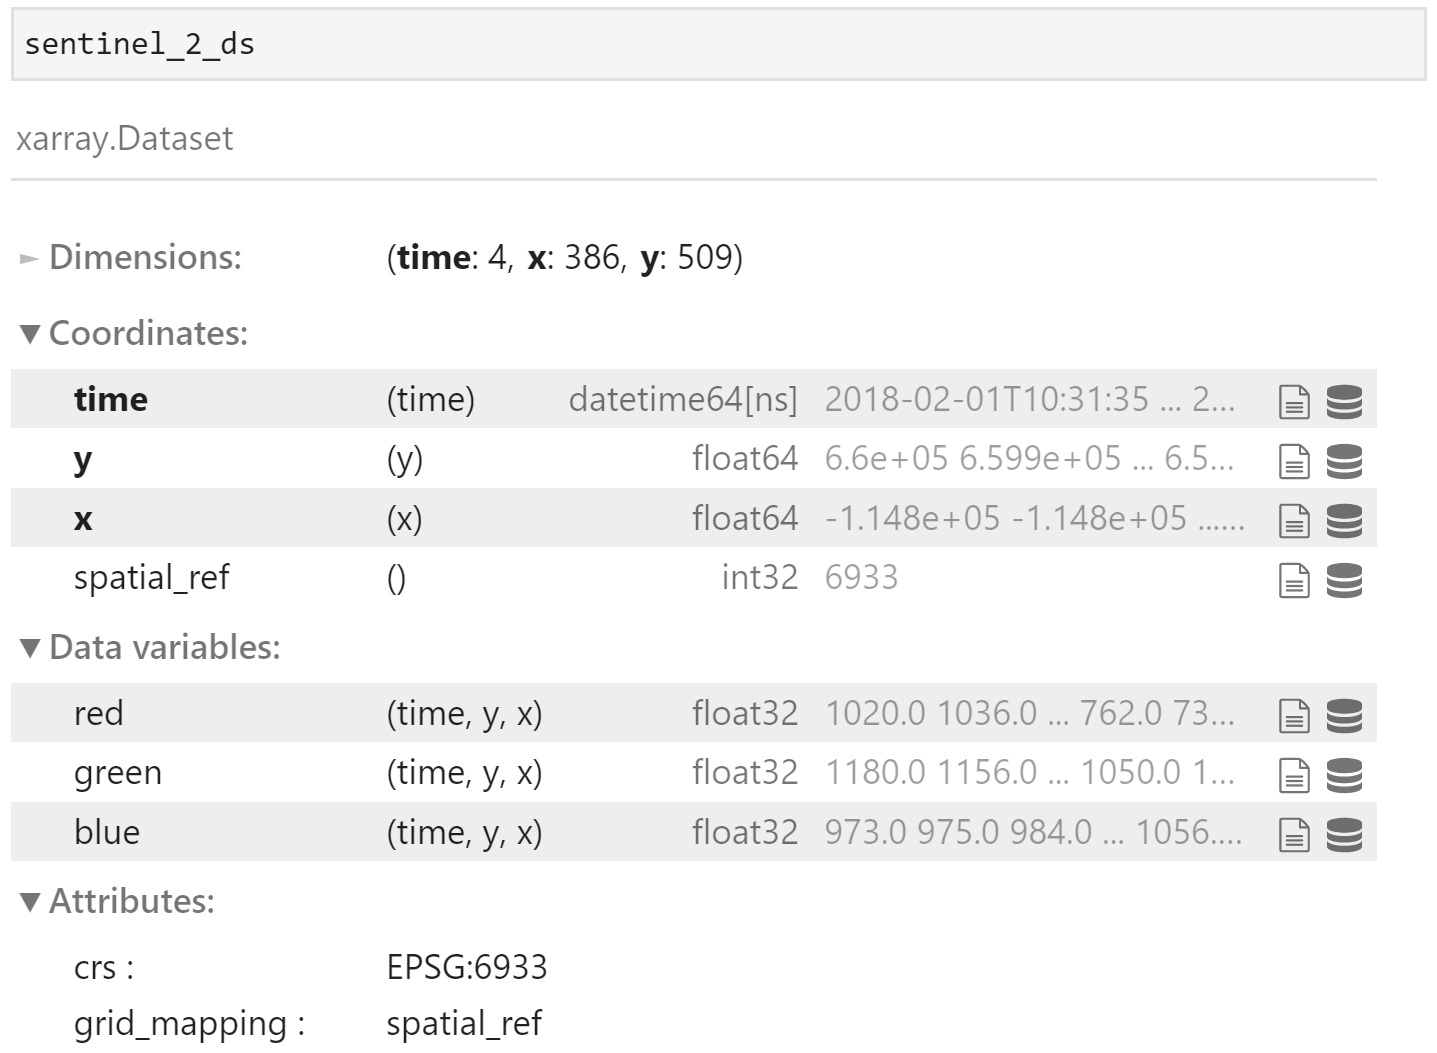 sentinel_2_ds
xarray.Dataset
► Dimensions: (time: 4, x: 386, y: 509)
▼ Coordinates:
time (time) datetime64[ns] 2018-02-01T10:31:35 ... 2...
y (y) float64 6.6e+05 6.599e+05 ... 6.5...
x (x) float64 -1.148e+05 -1.148e+05 ......
spatial_ref () int32 6933
▼ Data variables:
red (time, y, x) float32 1020.0 1036.0 ... 762.0 73...
green (time, y, x) float32 1180.0 1156.0 ... 1050.0 1...
blue (time, y, x) float32 973.0 975.0 984.0 ... 1056....
▼ Attributes:
crs : EPSG:6933
grid_mapping : spatial_ref